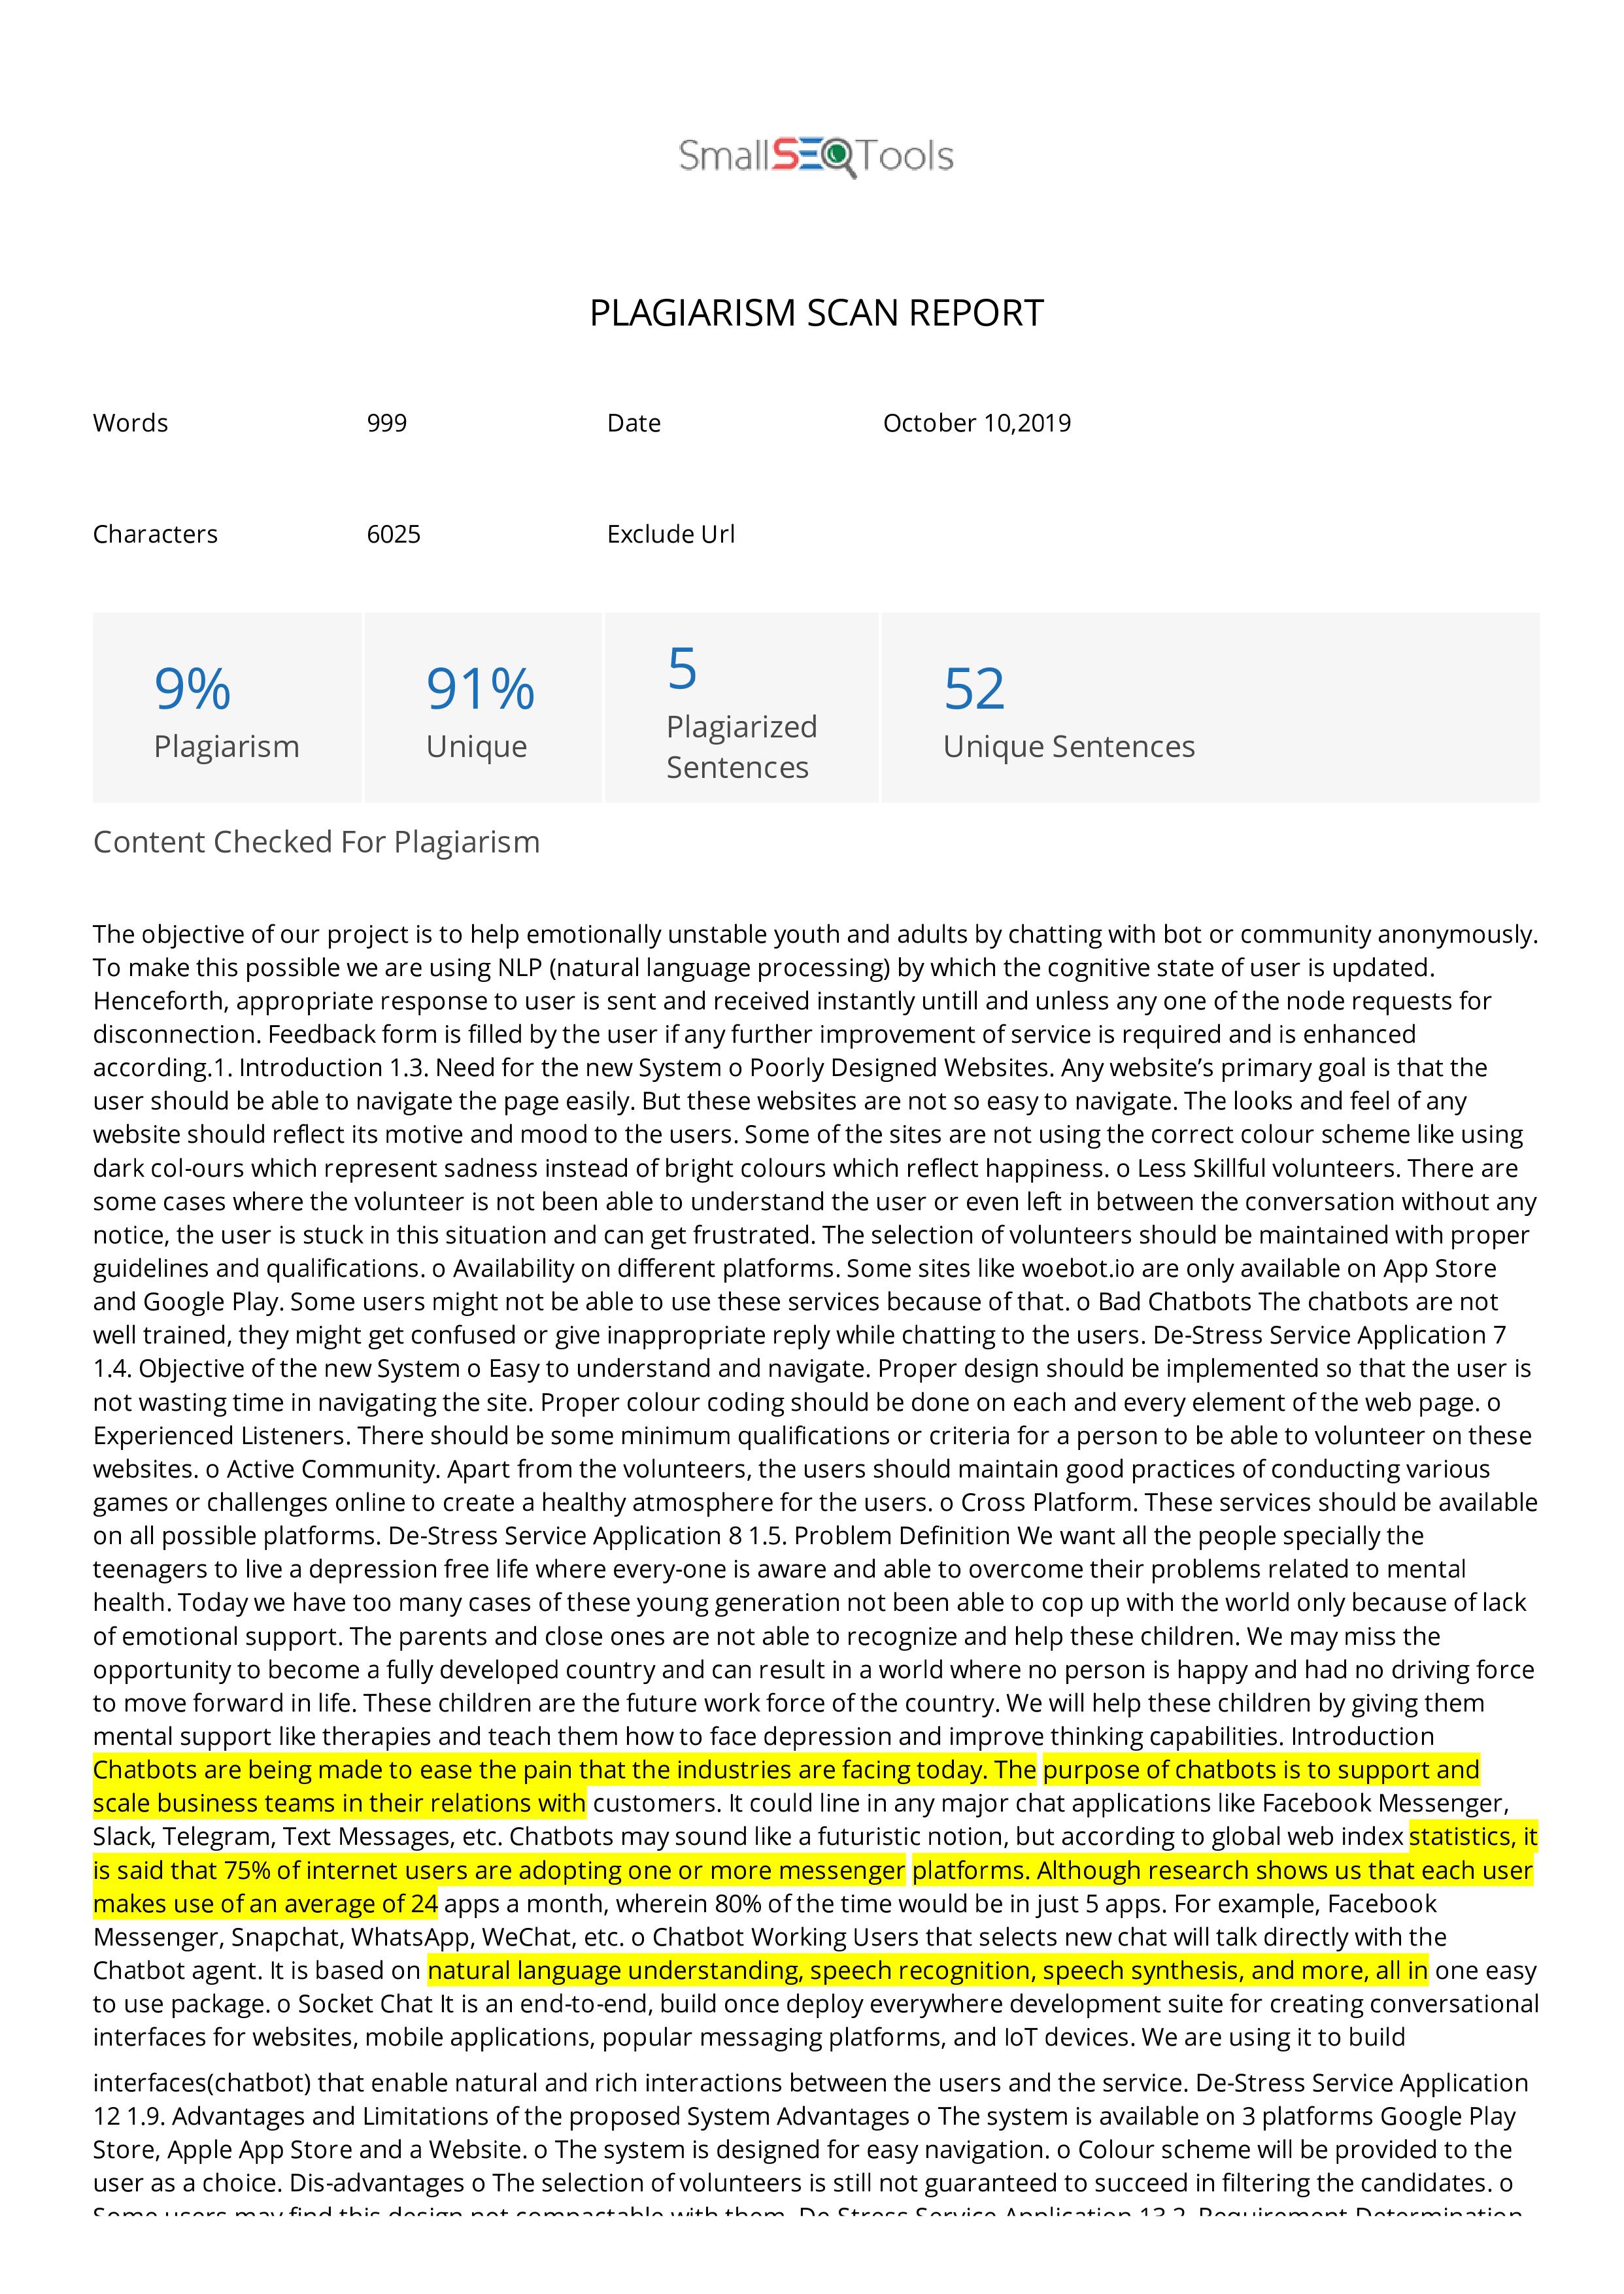 SmallSEOTools
PLAGIARISM SCAN REPORT
Words 999 Date October 10,2019
Characters 6025 Exclude Url
9% Plagiarism
91% Unique
5 Plagiarized Sentences
52 Unique Sentences
Content Checked For Plagiarism
The objective of our project is to help emotionally unstable youth and adults by chatting with bot or community anonymously.
To make this possible we are using NLP (natural language processing) by which the cognitive state of user is updated.
Henceforth, appropriate response to user is sent and received instantly untill and unless any one of the node requests for
disconnection. Feedback form is filled by the user if any further improvement of service is required and is enhanced
according.1. Introduction 1.3. Need for the new System o Poorly Designed Websites. Any website’s primary goal is that the
user should be able to navigate the page easily. But these websites are not so easy to navigate. The looks and feel of any
website should reflect its motive and mood to the users. Some of the sites are not using the correct colour scheme like using
dark col-ours which represent sadness instead of bright colours which reflect happiness. o Less Skillful volunteers. There are
some cases where the volunteer is not been able to understand the user or even left in between the conversation without any
notice, the user is stuck in this situation and can get frustrated. The selection of volunteers should be maintained with proper
guidelines and qualifications. o Availability on different platforms. Some sites like woebot.io are only available on App Store
and Google Play. Some users might not be able to use these services because of that. o Bad Chatbots The chatbots are not
well trained, they might get confused or give inappropriate reply while chatting to the users. De-Stress Service Application 7
1.4. Objective of the new System o Easy to understand and navigate. Proper design should be implemented so that the user is
not wasting time in navigating the site. Proper colour coding should be done on each and every element of the web page. o
Experienced Listeners. There should be some minimum qualifications or criteria for a person to be able to volunteer on these
websites. o Active Community. Apart from the volunteers, the users should maintain good practices of conducting various
games or challenges online to create a healthy atmosphere for the users. o Cross Platform. These services should be available
on all possible platforms. De-Stress Service Application 8 1.5. Problem Definition We want all the people specially the
teenagers to live a depression free life where every-one is aware and able to overcome their problems related to mental
health. Today we have too many cases of these young generation not been able to cop up with the world only because of lack
of emotional support. The parents and close ones are not able to recognize and help these children. We may miss the
opportunity to become a fully developed country and can result in a world where no person is happy and had no driving force
to move forward in life. These children are the future work force of the country. We will help these children by giving them
mental support like therapies and teach them how to face depression and improve thinking capabilities. Introduction
Chatbots are being made to ease the pain that the industries are facing today. The purpose of chatbots is to support and
scale business teams in their relations with customers. It could line in any major chat applications like Facebook Messenger,
Slack, Telegram, Text Messages, etc. Chatbots may sound like a futuristic notion, but according to global web index statistics, it
is said that 75% of internet users are adopting one or more messenger platforms. Although research shows us that each user
makes use of an average of 24 apps a month, wherein 80% of the time would be in just 5 apps. For example, Facebook
Messenger, Snapchat, WhatsApp, WeChat, etc. o Chatbot Working Users that selects new chat will talk directly with the
Chatbot agent. It is based on natural language understanding, speech recognition, speech synthesis, and more, all in one easy
to use package. o Socket Chat It is an end-to-end, build once deploy everywhere development suite for creating conversational
interfaces for websites, mobile applications, popular messaging platforms, and IoT devices. We are using it to build
interfaces(chatbot) that enable natural and rich interactions between the users and the service. De-Stress Service Application
12 1.9. Advantages and Limitations of the proposed System Advantages o The system is available on 3 platforms Google Play
Store, Apple App Store and a Website. o The system is designed for easy navigation. o Colour scheme will be provided to the
user as a choice. Dis-advantages o The selection of volunteers is still not guaranteed to succeed in filtering the candidates. o
Some users may find this design not compactable with them. De-Stress Service Application 13 2. Requirement Determination